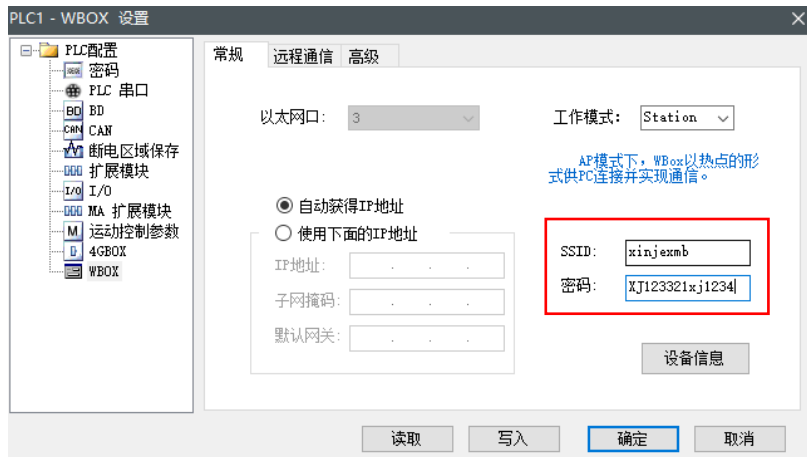 PLC1 - WBOX 设置
PLC配置
密码
PLC 串口
BD BD
CAN CAN
断电区域保存
扩展模块
I/O I/O
MA 扩展模块
M 运动控制参数
4GBOX
WBOX
常规 远程通信 高级
以太网口: 3
工作模式: Station
AP模式下，WBox以热点的形
式供PC连接并实现通信。
自动获得IP地址
使用下面的IP地址
IP地址:
子网掩码:
默认网关:
SSID: xinjexmb
密码: XJ123321xj1234
设备信息
读取 写入 确定 取消